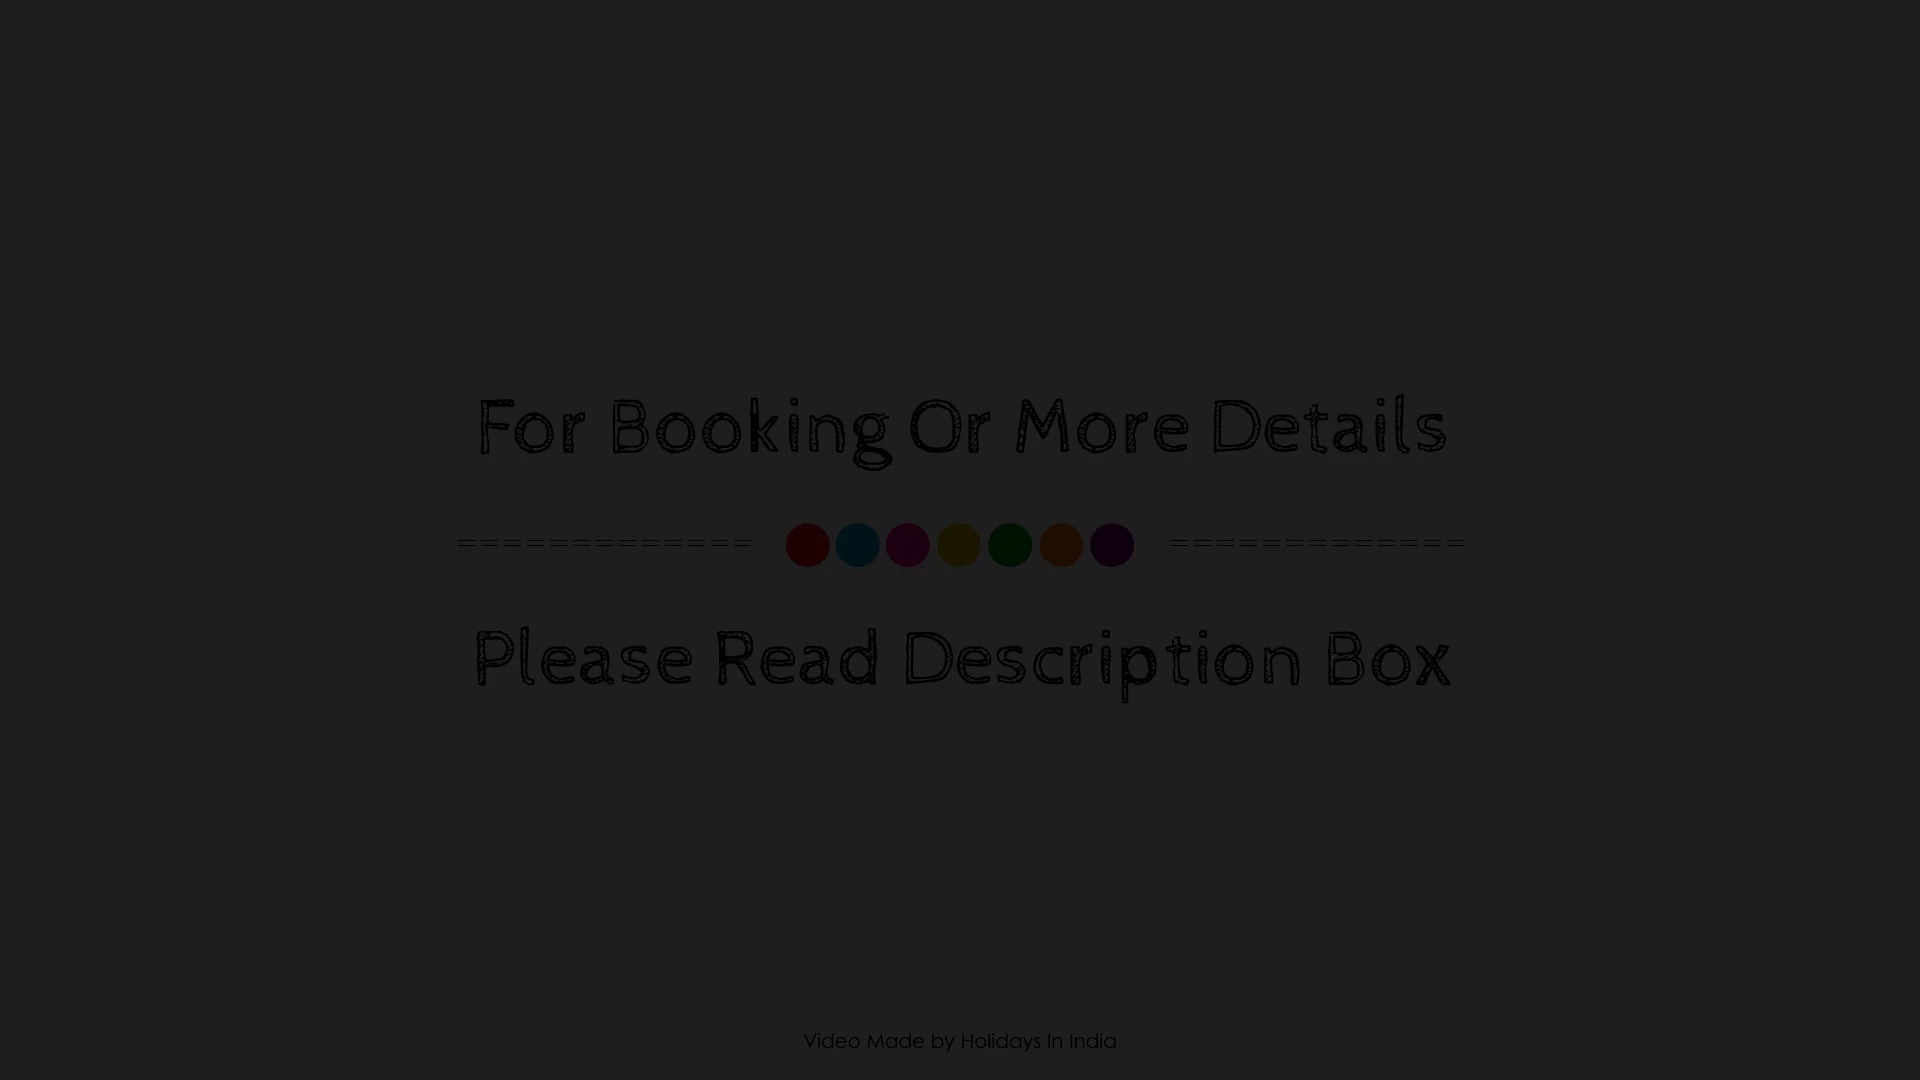 For Booking Or More Details
============= =============
Please Read Description Box
Video Made by Holidays In India